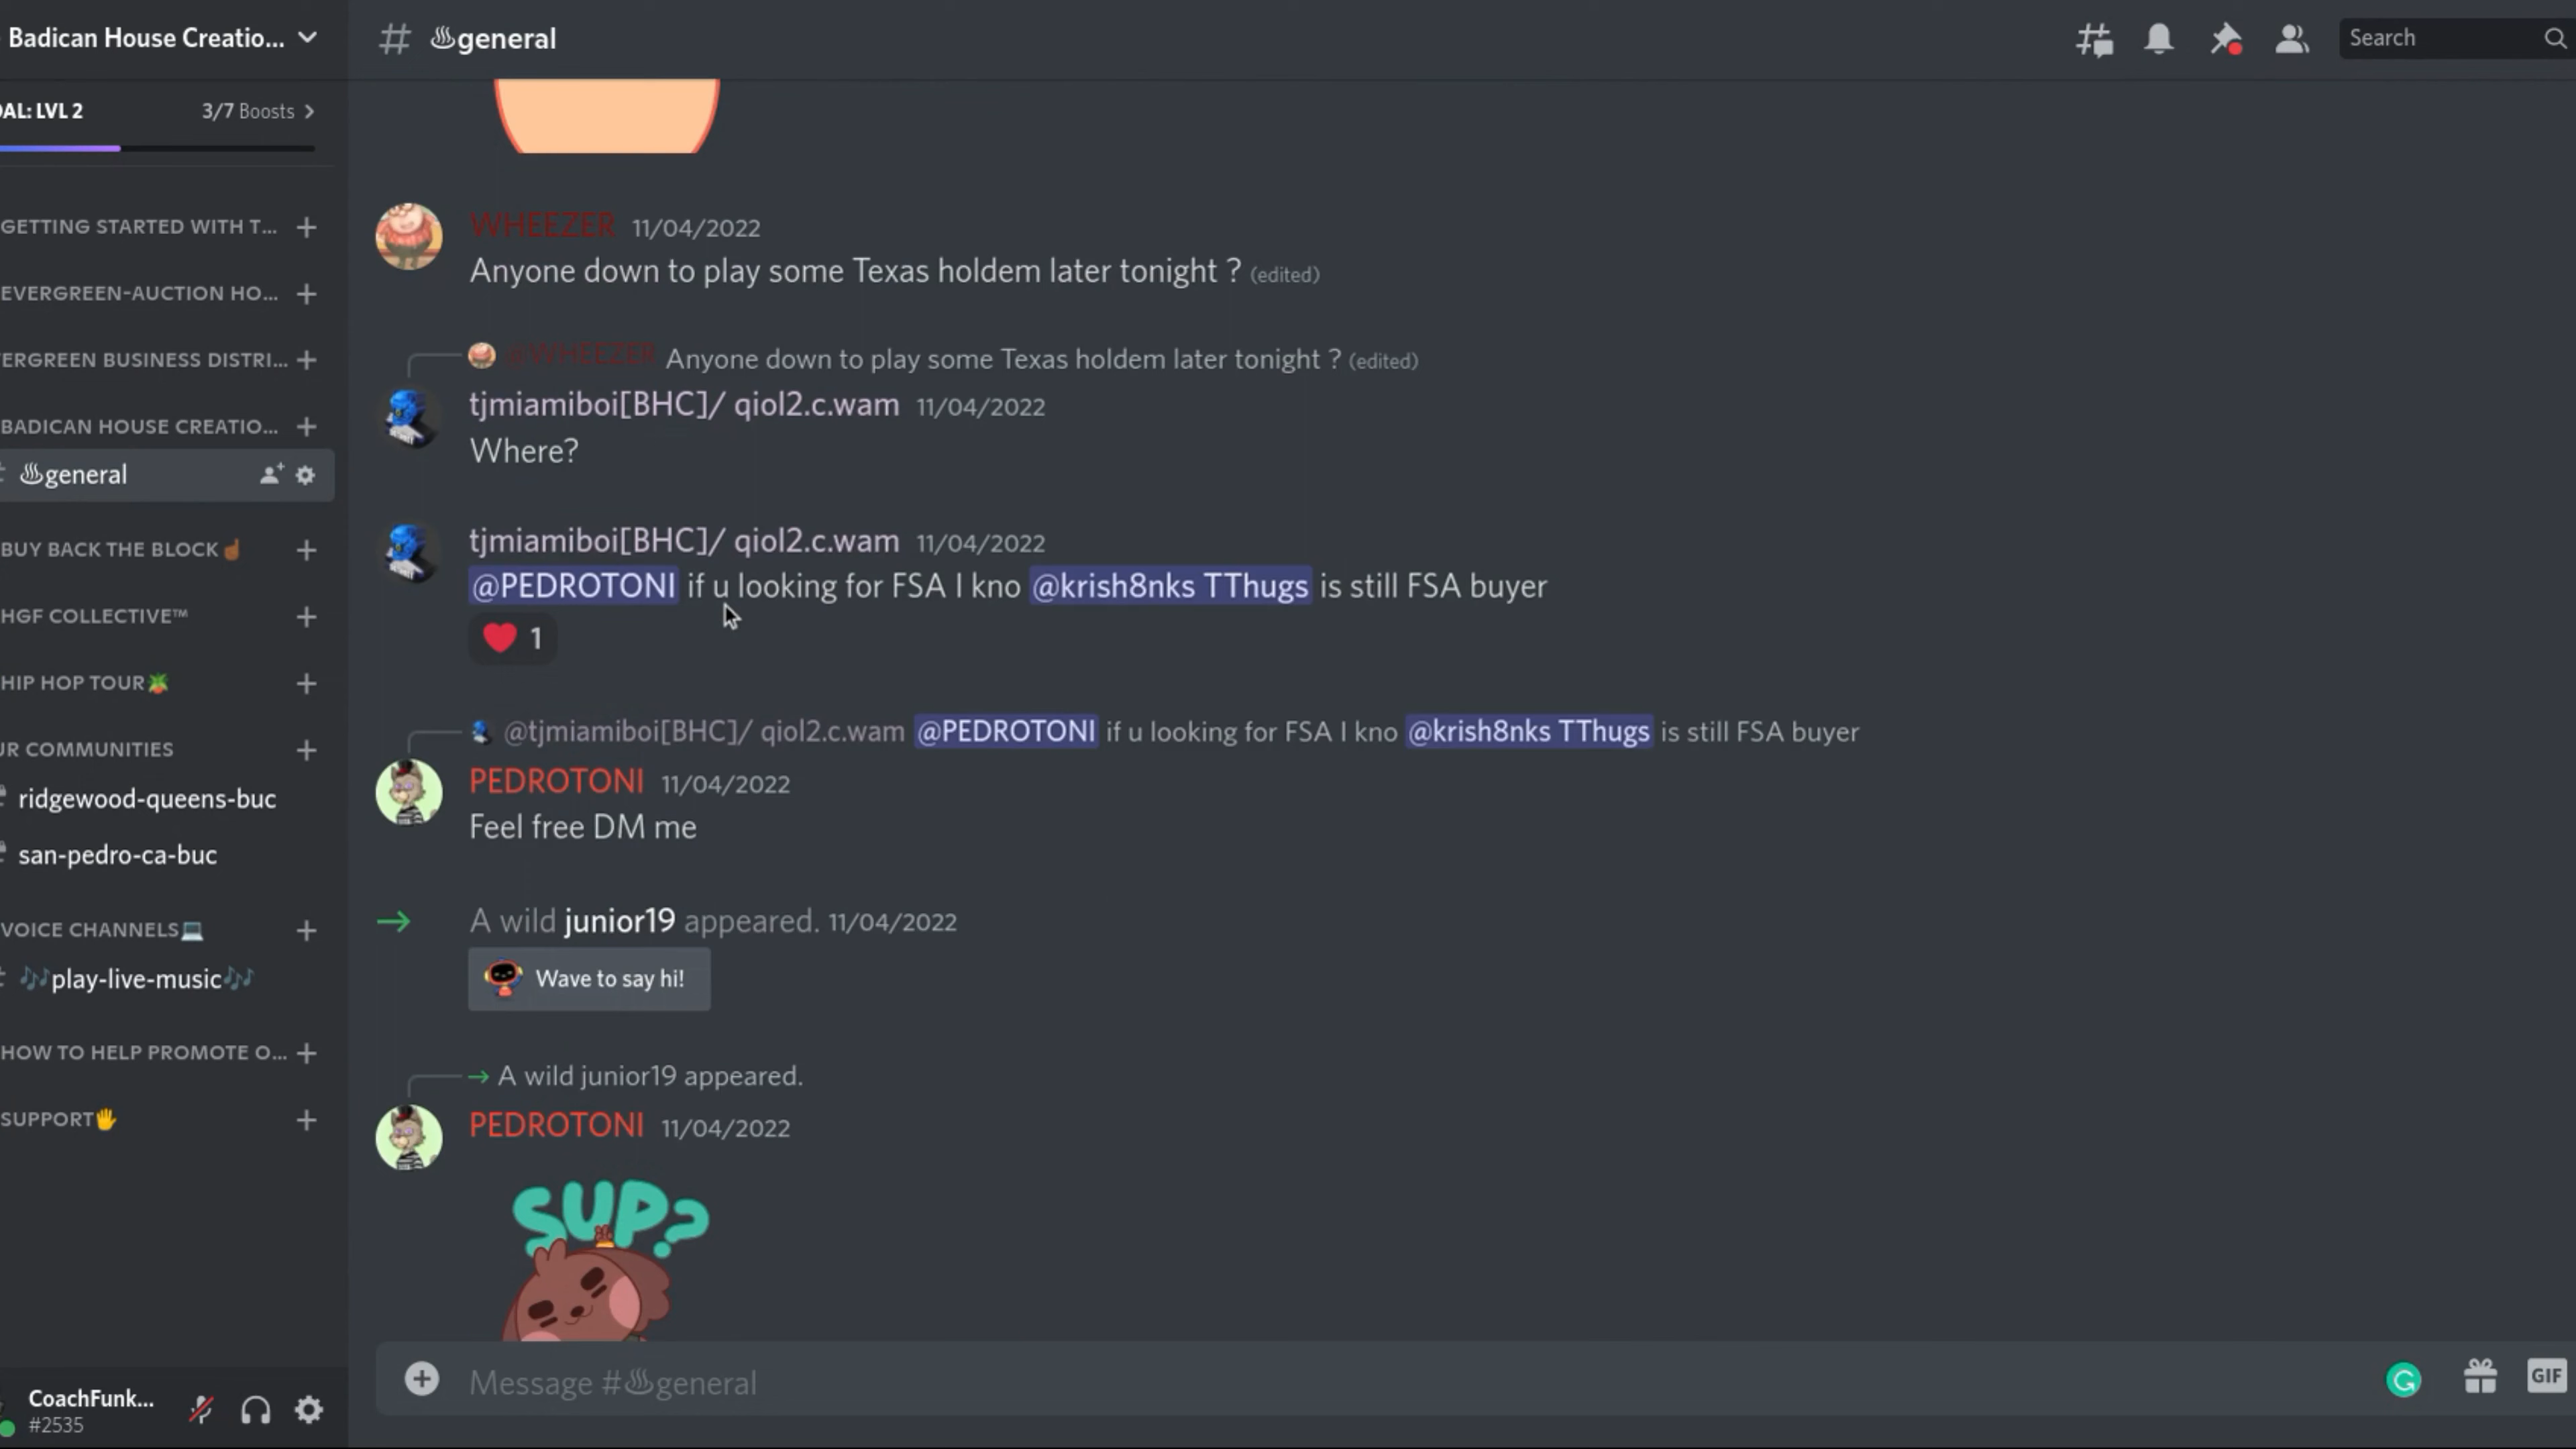 Badican House Creatio...
AL: LVL 2
3/7 Boosts
GETTING STARTED WITH T...
EVERGREEN-AUCTION HO...
ERGREEN BUSINESS DISTRI...
BADICAN HOUSE CREATIO...
♨general
BUY BACK THE BLOCK☝🏾
HGF COLLECTIVE™
HIP HOP TOUR🪴
UR COMMUNITIES
ridgewood-queens-buc
san-pedro-ca-buc
VOICE CHANNELS💻
🎶play-live-music🎶
HOW TO HELP PROMOTE O...
SUPPORT🖐
CoachFunk...
#2535
# ♨general
Search
WHEEZER 11/04/2022
Anyone down to play some Texas holdem later tonight ? (edited)
@WHEEZER Anyone down to play some Texas holdem later tonight ? (edited)
tjmiamiboi[BHC]/ qiol2.c.wam 11/04/2022
Where?
tjmiamiboi[BHC]/ qiol2.c.wam 11/04/2022
@PEDROTONI if u looking for FSA I kno @krish8nks TThugs is still FSA buyer
❤️ 1
@tjmiamiboi[BHC]/ qiol2.c.wam @PEDROTONI if u looking for FSA I kno @krish8nks TThugs is still FSA buyer
PEDROTONI 11/04/2022
Feel free DM me
A wild junior19 appeared. 11/04/2022
Wave to say hi!
A wild junior19 appeared.
PEDROTONI 11/04/2022
SUP?
Message #♨general
GIF